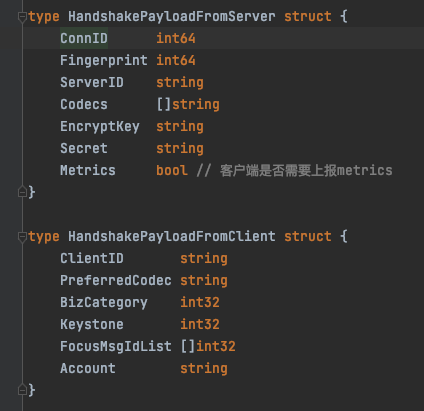 type HandshakePayloadFromServer struct {
ConnID int64
Fingerprint int64
ServerID string
Codecs []string
EncryptKey string
Secret string
Metrics bool // 客户端是否需要上报metrics
}
type HandshakePayloadFromClient struct {
ClientID string
PreferredCodec string
BizCategory int32
Keystone int32
FocusMsgIdList []int32
Account string
}